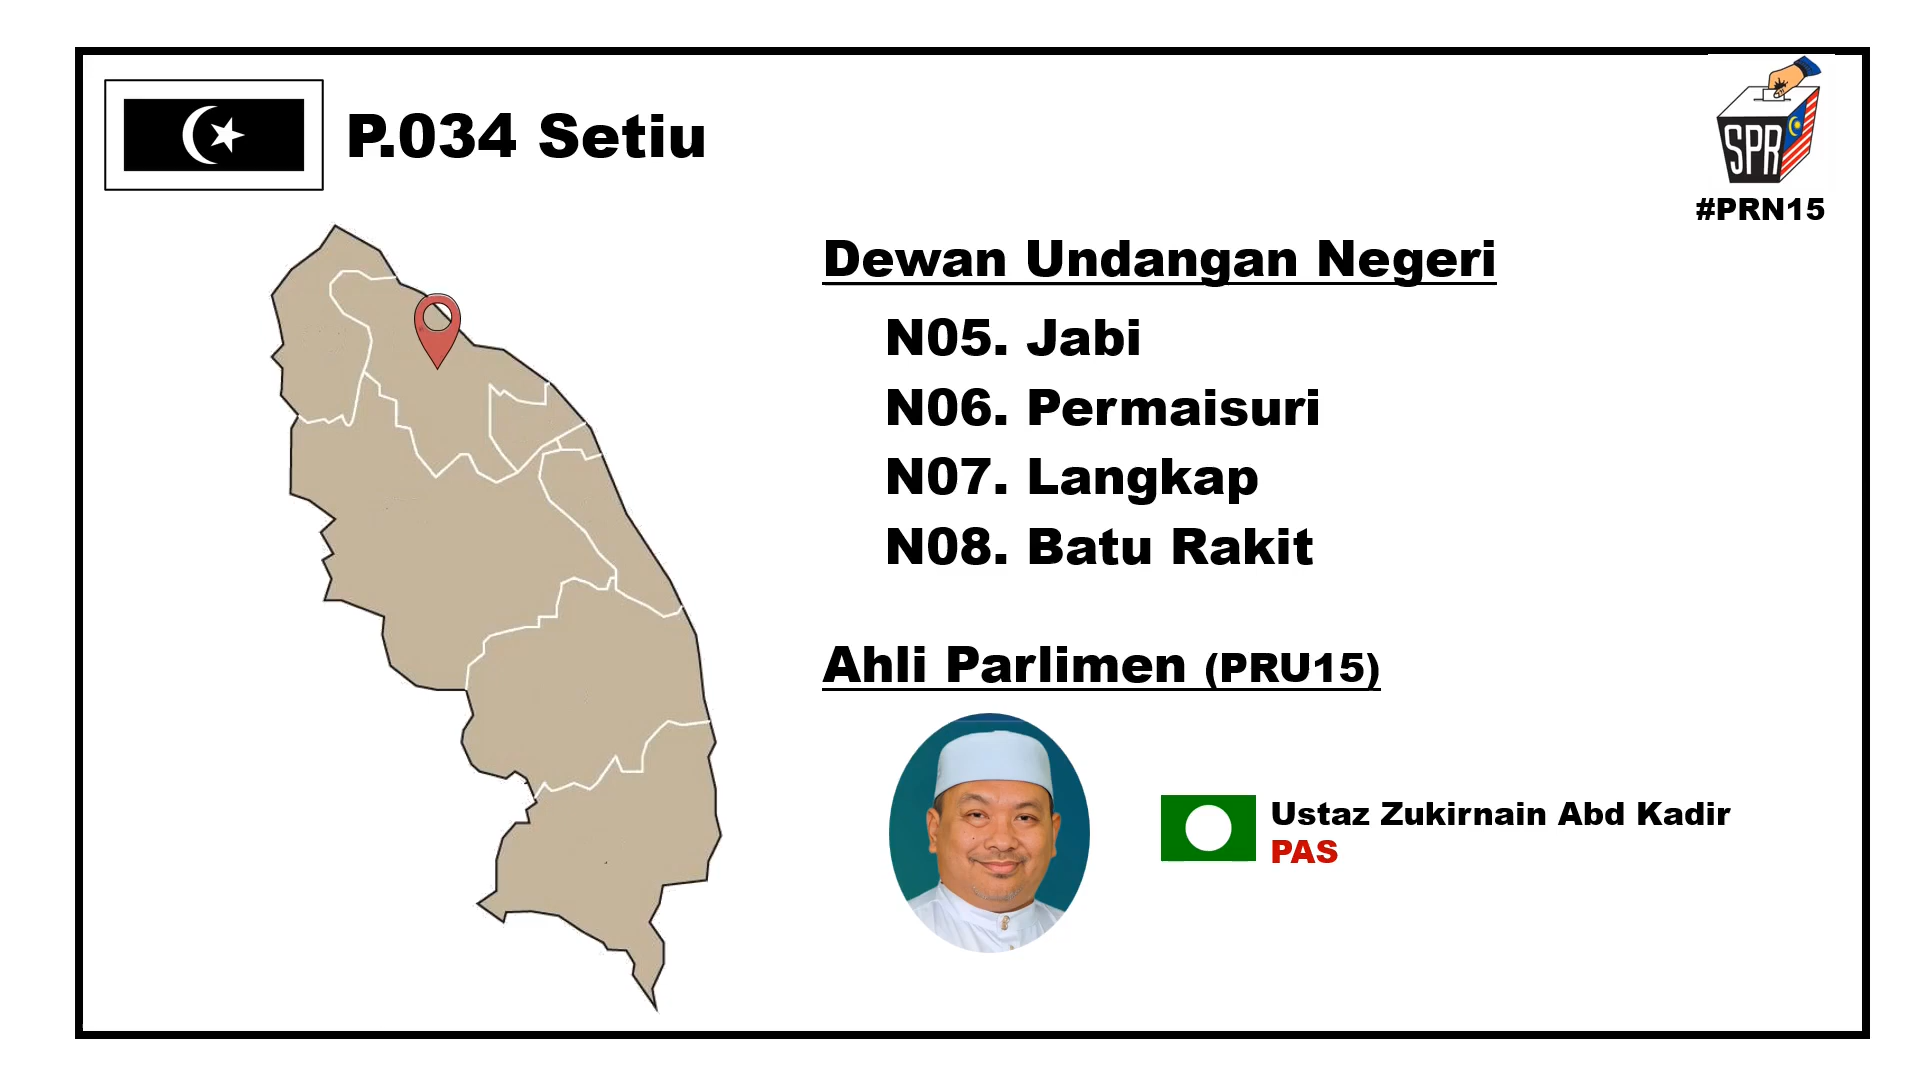 P.034 Setiu
SPR
#PRN15
Dewan Undangan Negeri
N05. Jabi
N06. Permaisuri
N07. Langkap
N08. Batu Rakit
Ahli Parlimen (PRU15)
Ustaz Zukirnain Abd Kadir
PAS